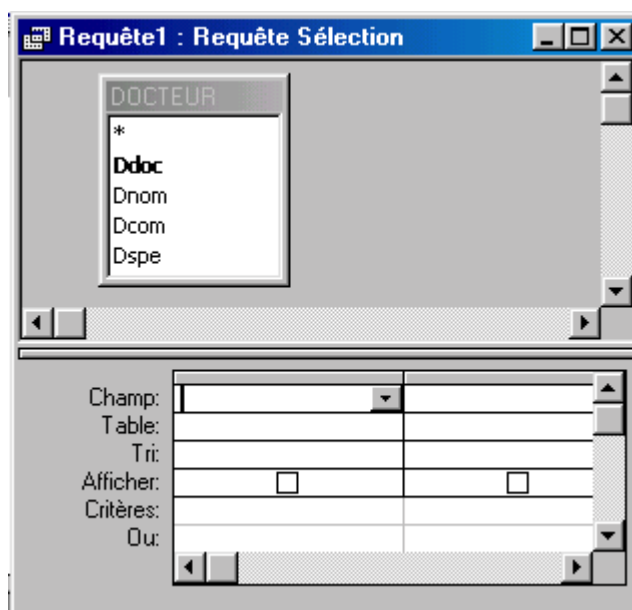 Requête1 : Requête Sélection
DOCTEUR
*
Ddoc
Dnom
Dcom
Dspe
Champ:
Table:
Tri:
Afficher:
Critères:
Ou: